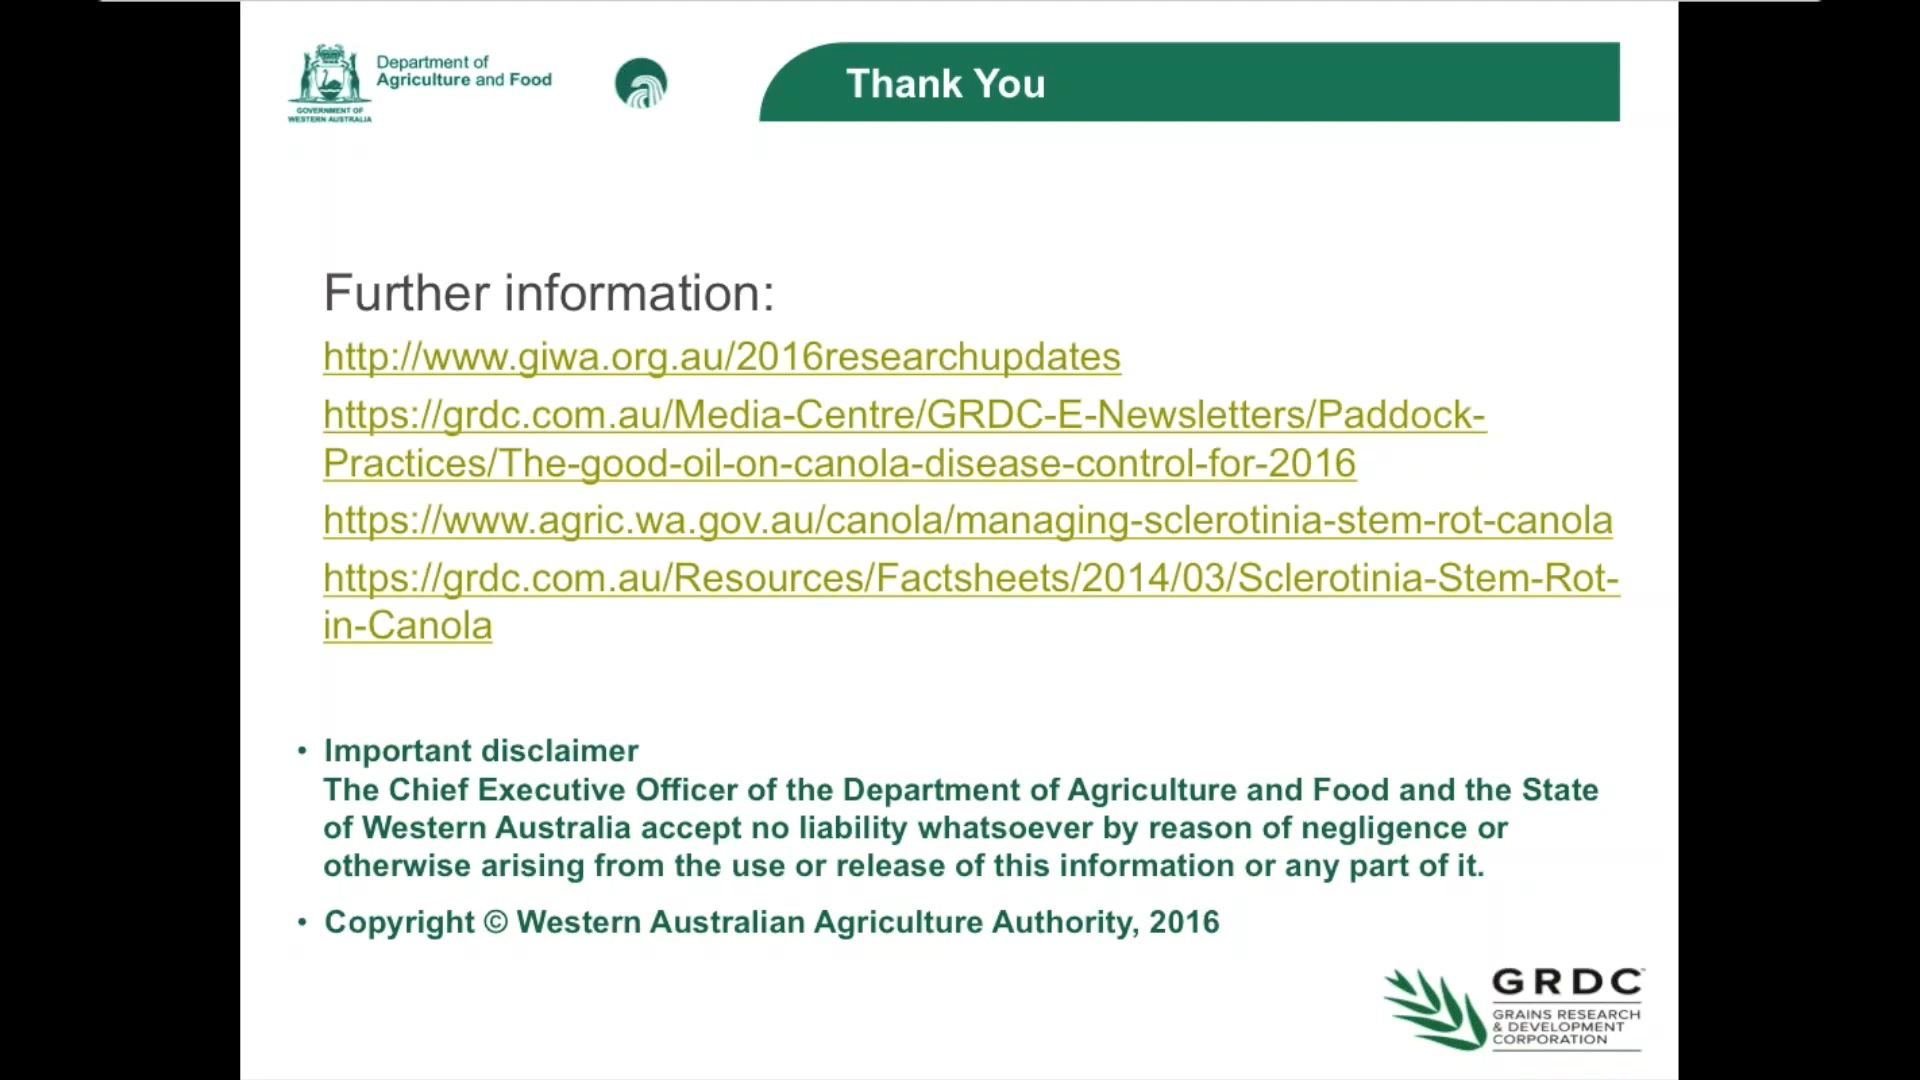 Department of
Agriculture and Food
GOVERNMENT OF
WESTERN AUSTRALIA
Thank You
Further information:
http://www.giwa.org.au/2016researchupdates
https://grdc.com.au/Media-Centre/GRDC-E-Newsletters/Paddock-
Practices/The-good-oil-on-canola-disease-control-for-2016
https://www.agric.wa.gov.au/canola/managing-sclerotinia-stem-rot-canola
https://grdc.com.au/Resources/Factsheets/2014/03/Sclerotinia-Stem-Rot-
in-Canola
• Important disclaimer
The Chief Executive Officer of the Department of Agriculture and Food and the State
of Western Australia accept no liability whatsoever by reason of negligence or
otherwise arising from the use or release of this information or any part of it.
• Copyright © Western Australian Agriculture Authority, 2016
GRDC™
GRAINS RESEARCH
& DEVELOPMENT
CORPORATION